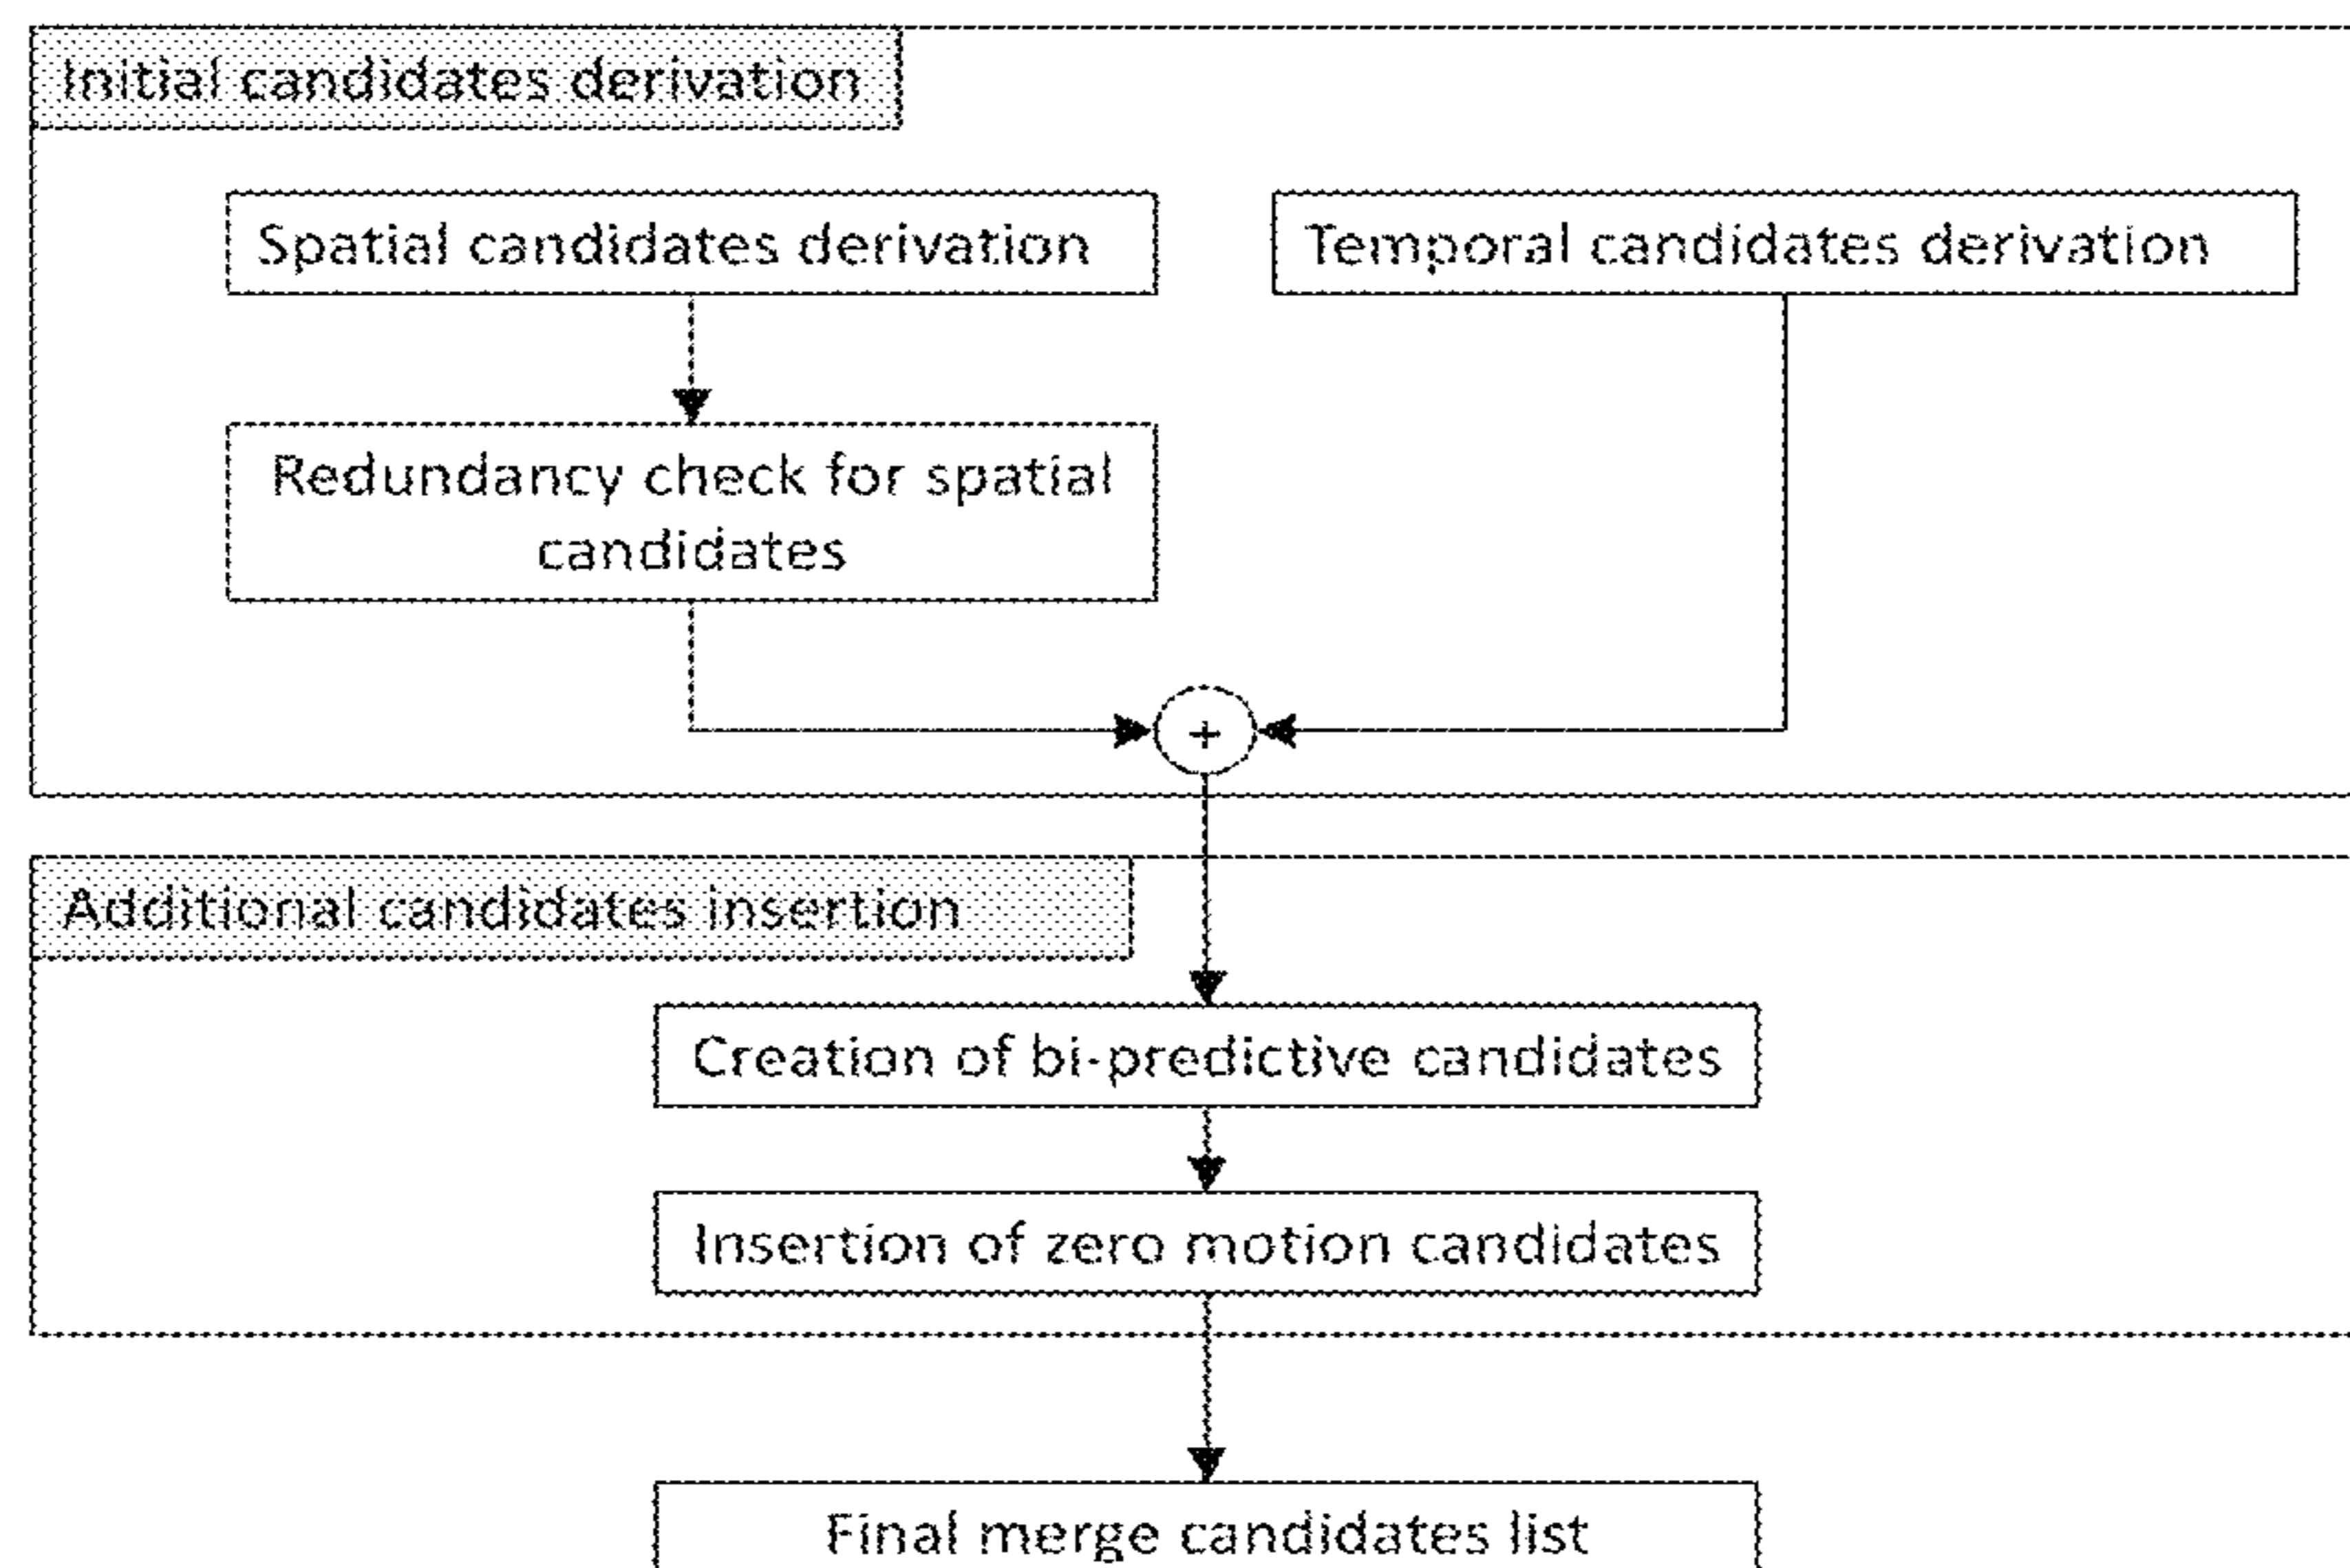 Initial candidates derivation
Spatial candidates derivation
Temporal candidates derivation
Redundancy check for spatial
candidates
+
Additional candidates insertion
Creation of bi-predictive candidates
Insertion of zero motion candidates
Final merge candidates list